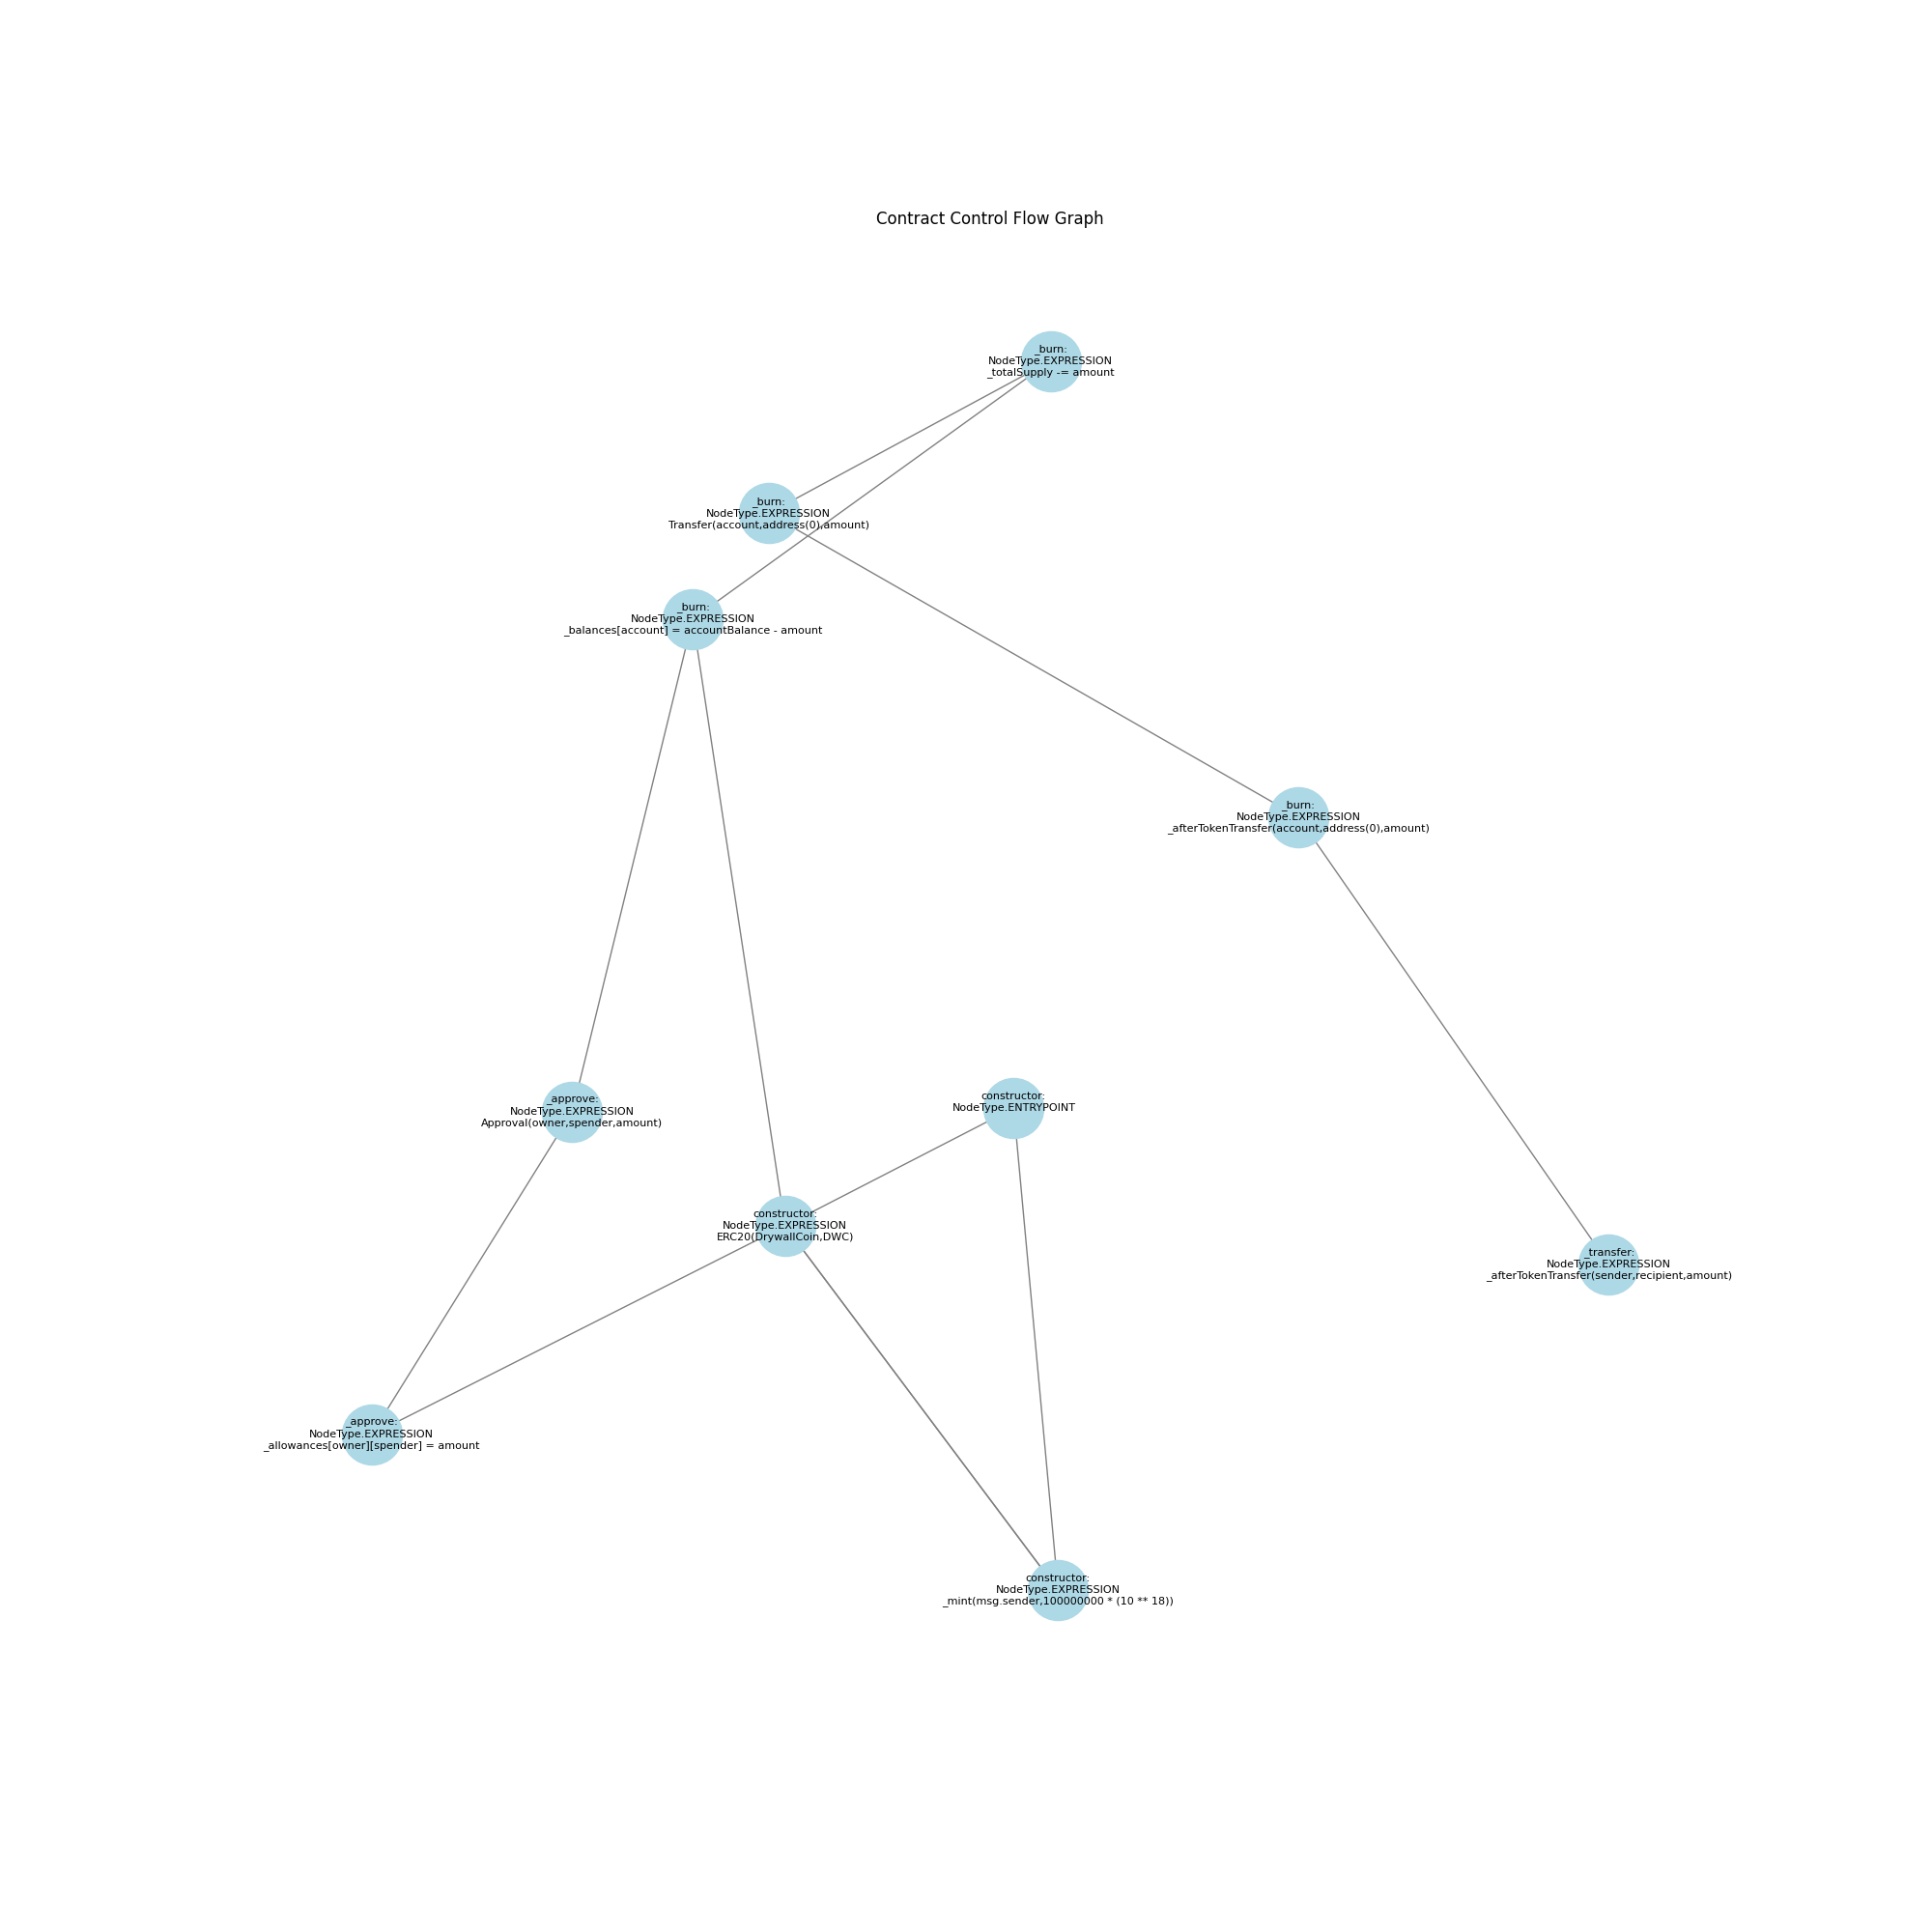 Contract Control Flow Graph
_burn:
NodeType.EXPRESSION
_totalSupply -= amount
_burn:
NodeType.EXPRESSION
Transfer(account,address(0),amount)
_burn:
NodeType.EXPRESSION
_balances[account] = accountBalance - amount
_burn:
NodeType.EXPRESSION
_afterTokenTransfer(account,address(0),amount)
_approve:
NodeType.EXPRESSION
Approval(owner,spender,amount)
constructor:
NodeType.ENTRYPOINT
constructor:
NodeType.EXPRESSION
ERC20(DrywallCoin,DWC)
_transfer:
NodeType.EXPRESSION
_afterTokenTransfer(sender,recipient,amount)
_approve:
NodeType.EXPRESSION
_allowances[owner][spender] = amount
constructor:
NodeType.EXPRESSION
_mint(msg.sender,100000000 * (10 ** 18))